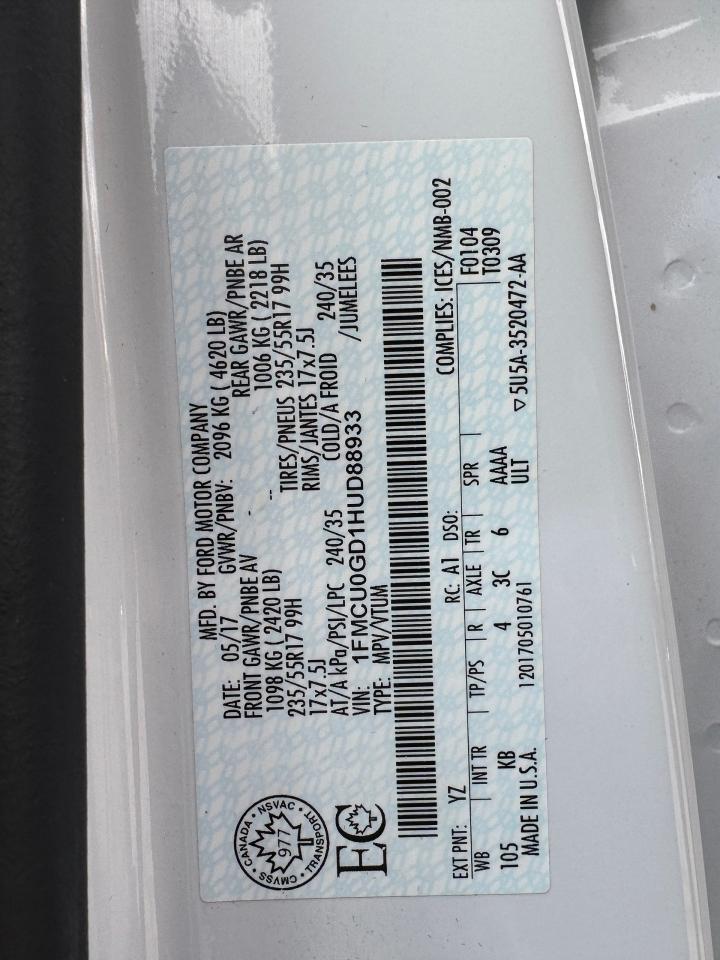 MFD. BY FORD MOTOR COMPANY
DATE: 05/17 GVWR/PNBV: 2096 KG ( 4620 LB)
FRONT GAWR/PNBE AV - REAR GAWR/PNBE AR
1098 KG ( 2420 LB) -- 1006 KG ( 2218 LB)
235/55R17 99H TIRES/PNEUS 235/55R17 99H
17x7.5J RIMS/JANTES 17x7.5J
AT/A kPa/PSI/LPC 240/35 COLD/A FROID 240/35
VIN: 1FMCU0GD1HUD88933 /JUMELEES
TYPE: MPV/VTUM
CANADA • NSVAC • TRANSPORT • CMVSS •
977
EC
RC: A1 DSO: COMPLIES: ICES/NMB-002
EXT PNT: YZ F0104
WB INT TR TP/PS R AXLE TR SPR T0309
105 KB 4 3C 6 AAAA
MADE IN U.S.A. 1201705010761 ULT ▽5U5A-3520472-AA